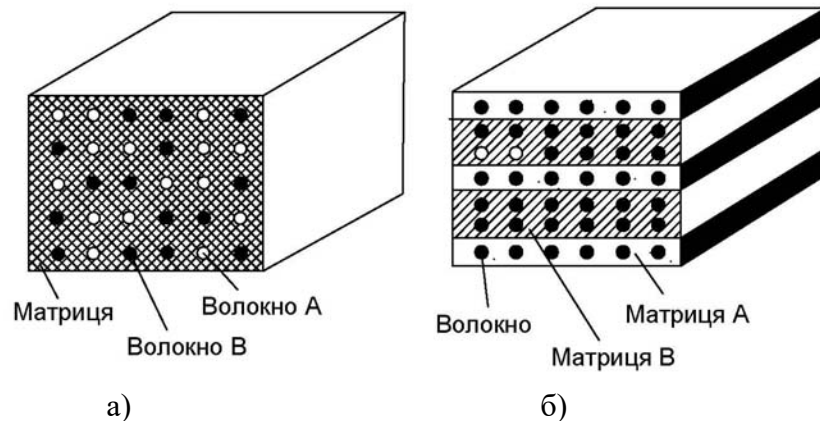 Матриця
Волокно А
Волокно В
Волокно
Матриця А
Матриця В
а)
б)